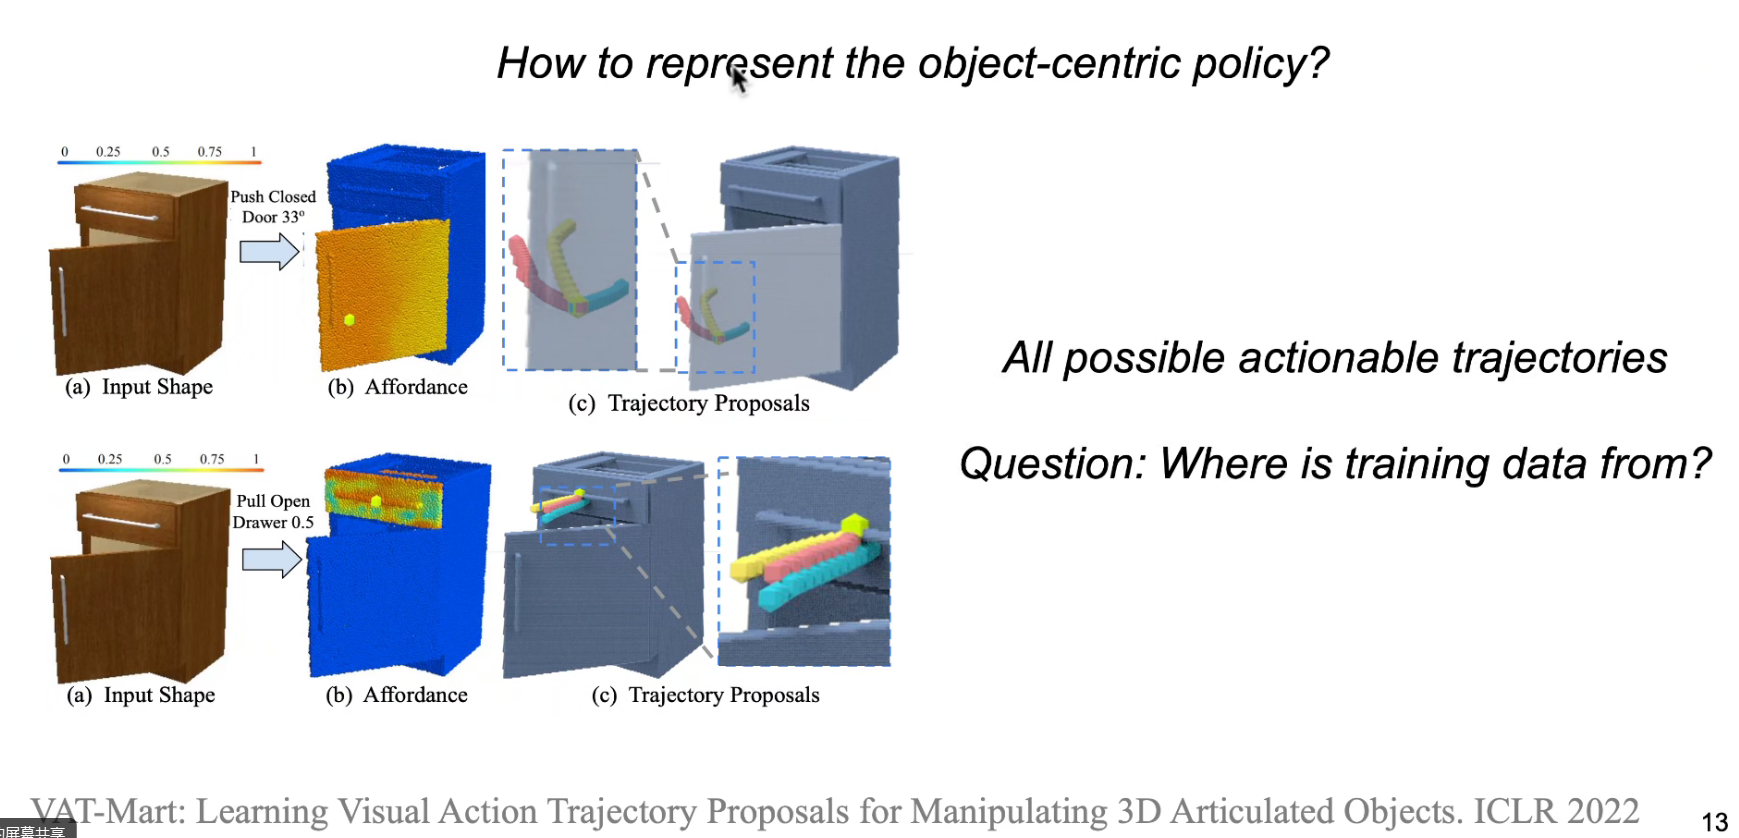 How to represent the object-centric policy?
0 0.25 0.5 0.75 1
Push Closed
Door 33º
(a) Input Shape
(b) Affordance
(c) Trajectory Proposals
All possible actionable trajectories
Question: Where is training data from?
0 0.25 0.5 0.75 1
Pull Open
Drawer 0.5
(a) Input Shape
(b) Affordance
(c) Trajectory Proposals
VAT-Mart: Learning Visual Action Trajectory Proposals for Manipulating 3D Articulated Objects. ICLR 2022
13
的屏幕共享